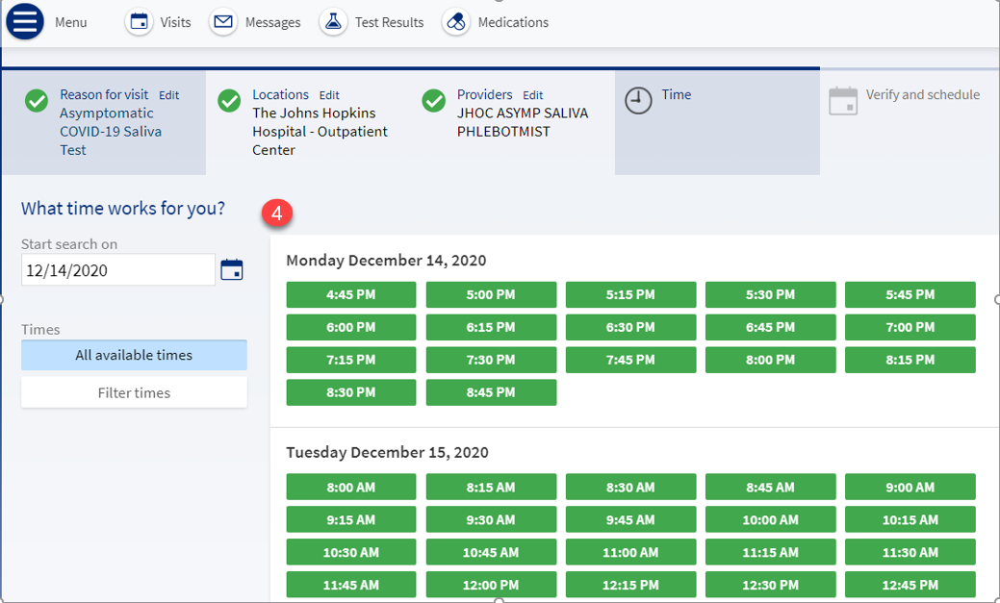 Menu Visits Messages Test Results Medications
Reason for visit Edit
Asymptomatic
COVID-19 Saliva
Test
Locations Edit
The Johns Hopkins
Hospital - Outpatient
Center
Providers Edit
JHOC ASYMP SALIVA
PHLEBOTMIST
Time
Verify and schedule
What time works for you?
Start search on
12/14/2020
Times
All available times
Filter times
4
Monday December 14, 2020
4:45 PM 5:00 PM 5:15 PM 5:30 PM 5:45 PM
6:00 PM 6:15 PM 6:30 PM 6:45 PM 7:00 PM
7:15 PM 7:30 PM 7:45 PM 8:00 PM 8:15 PM
8:30 PM 8:45 PM
Tuesday December 15, 2020
8:00 AM 8:15 AM 8:30 AM 8:45 AM 9:00 AM
9:15 AM 9:30 AM 9:45 AM 10:00 AM 10:15 AM
10:30 AM 10:45 AM 11:00 AM 11:15 AM 11:30 AM
11:45 AM 12:00 PM 12:15 PM 12:30 PM 12:45 PM